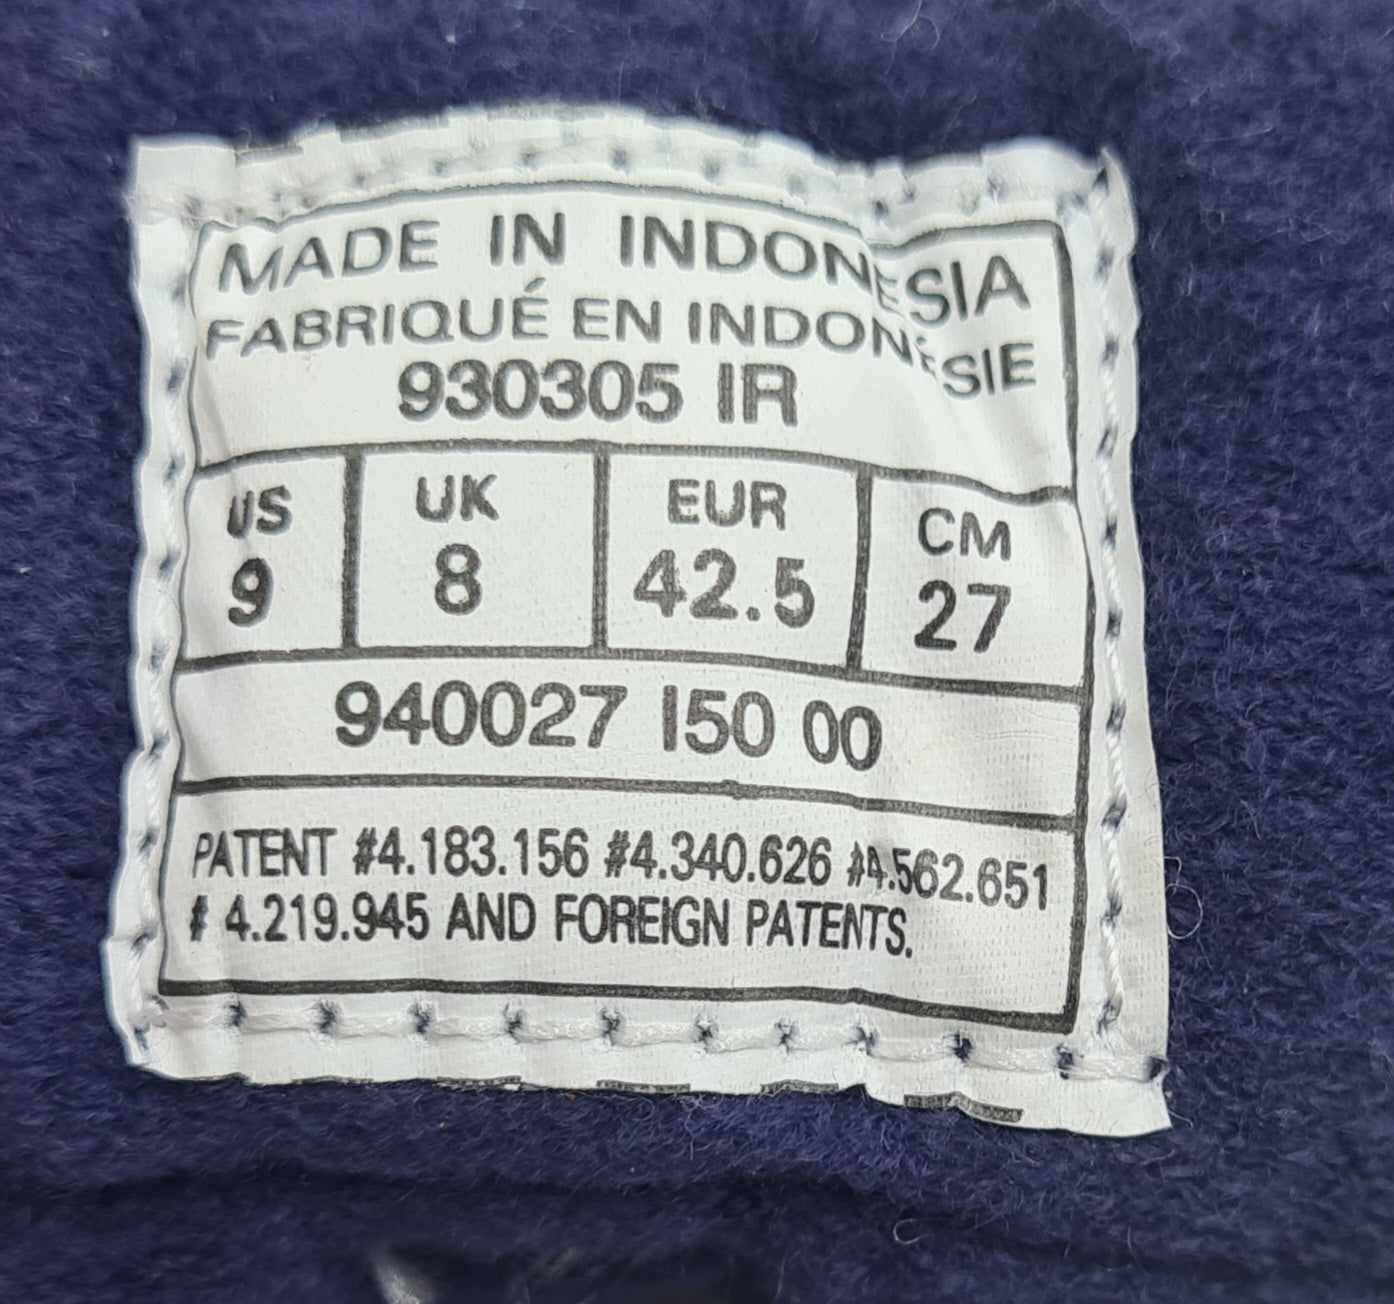 MADE IN INDONESIA
FABRIQUÉ EN INDONÉSIE
930305 IR
US UK EUR CM
9 8 42.5 27
940027 I50 00
PATENT #4.183.156 #4.340.626 #4.562.651
# 4.219.945 AND FOREIGN PATENTS.